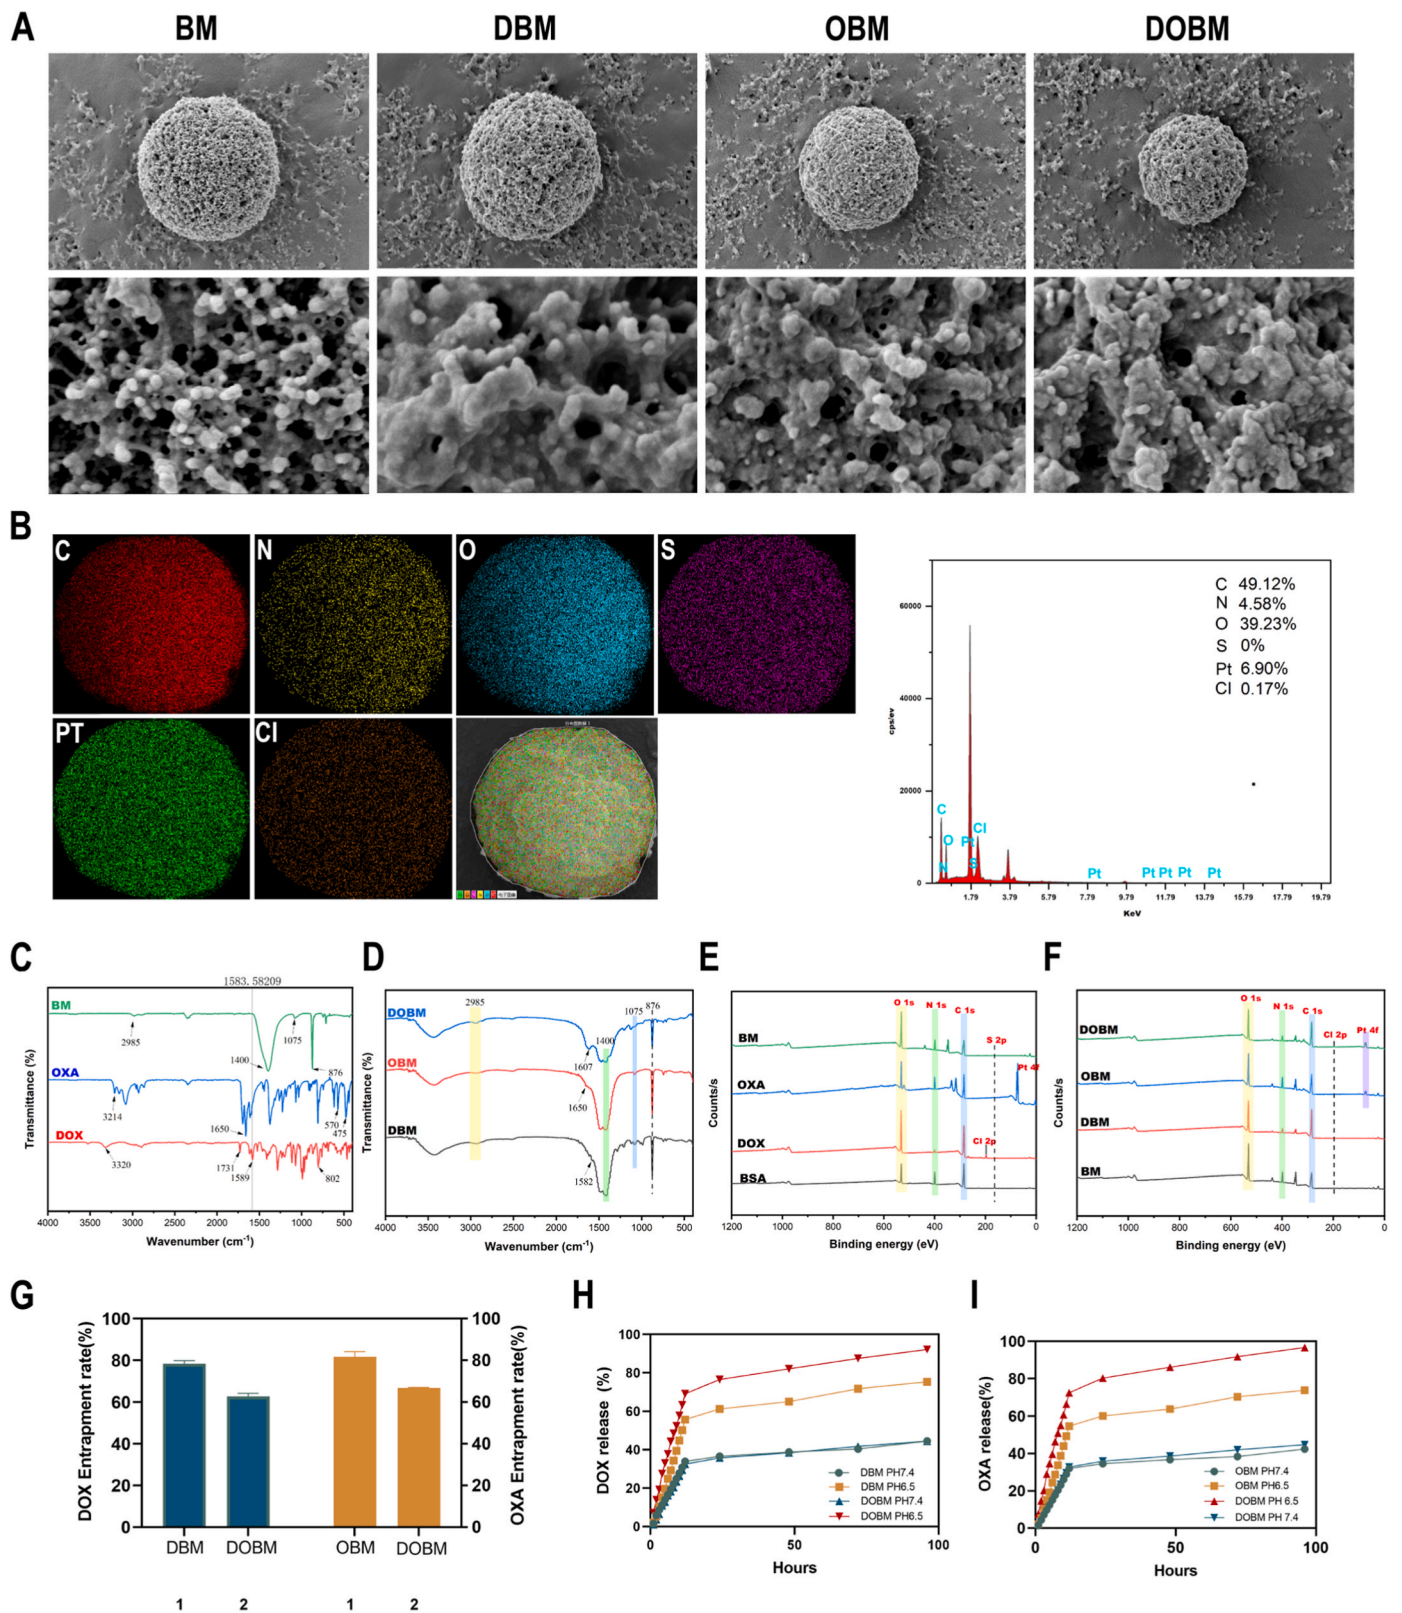 A
BM
DBM
OBM
DOBM
B
C
N
O
S
PT
Cl
C 49.12%
N 4.58%
O 39.23%
S 0%
Pt 6.90%
Cl 0.17%
60000
40000
20000
0
cps/ev
C
O
N
Pt
S
Cl
Pt
Pt
Pt
Pt
Pt
1.79
3.79
5.79
7.79
9.79
11.79
13.79
15.79
17.79
19.79
KeV
C
1583.58209
BM
2985
1400
1075
876
OXA
3214
1650
570
475
DOX
3320
1731
1589
802
Transmittance (%)
4000
3500
3000
2500
2000
1500
1000
500
Wavenumber (cm⁻¹)
D
2985
1400
1075
876
DOBM
1607
OBM
1650
DBM
1582
Transmittance (%)
4000
3500
3000
2500
2000
1500
1000
500
Wavenumber (cm⁻¹)
E
O 1s
N 1s
C 1s
S 2p
Pt 4f
Cl 2p
BM
OXA
DOX
BSA
Counts/s
1200
1000
800
600
400
200
0
Binding energy (eV)
F
O 1s
N 1s
C 1s
Cl 2p
Pt 4f
DOBM
OBM
DBM
BM
Counts/s
1200
1000
800
600
400
200
0
Binding energy (eV)
G
DOX Entrapment rate(%)
100
80
60
40
20
0
100
80
60
40
20
0
OXA Entrapment rate(%)
DBM
DOBM
OBM
DOBM
1
2
1
2
H
DOX release (%)
100
80
60
40
20
0
DBM PH7.4
DBM PH6.5
DOBM PH7.4
DOBM PH6.5
0
50
100
Hours
I
OXA release(%)
100
80
60
40
20
0
OBM PH7.4
OBM PH6.5
DOBM PH 6.5
DOBM PH 7.4
0
50
100
Hours